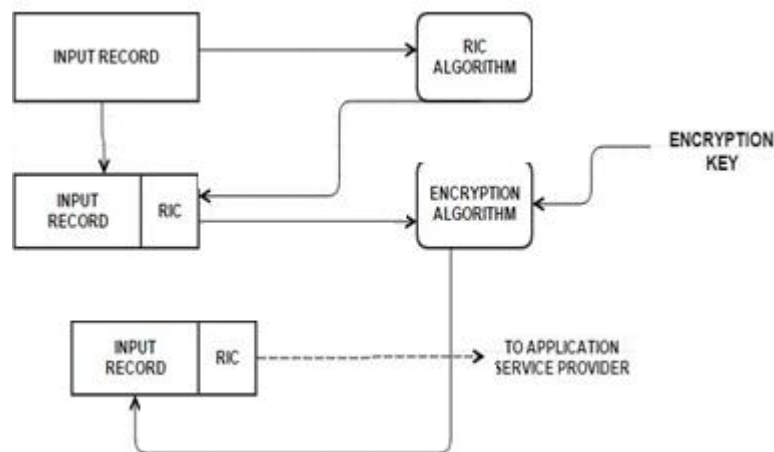 INPUT RECORD
RIC
ALGORITHM
ENCRYPTION
KEY
INPUT
RECORD
RIC
ENCRYPTION
ALGORITHM
INPUT
RECORD
RIC
TO APPLICATION
SERVICE PROVIDER